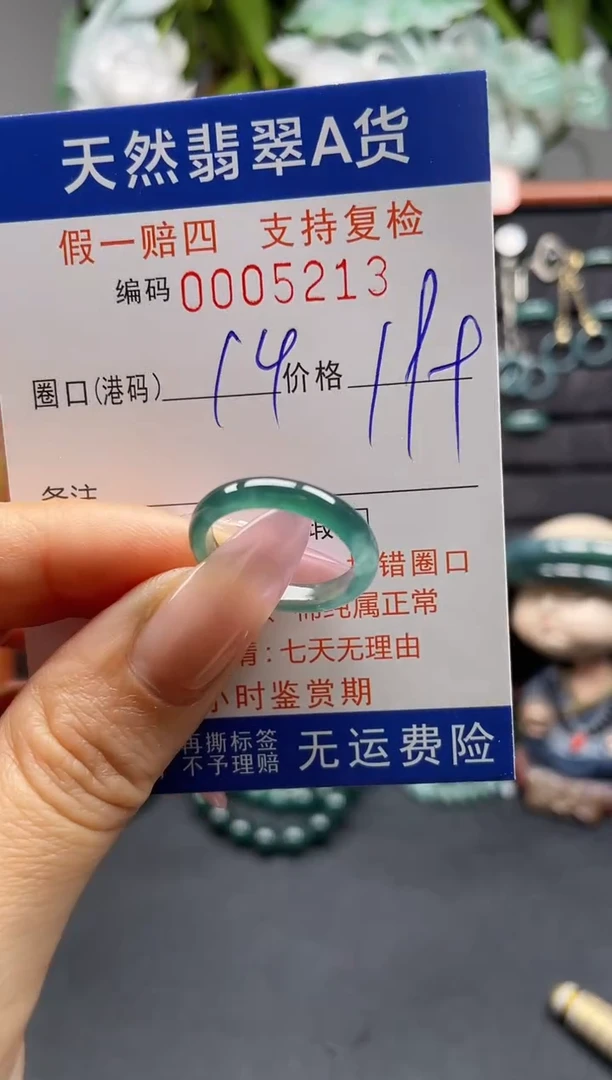 天然翡翠A货
假一赔四 支持复检
编码 0005213
圈口(港码) 14 价格
备注
错圈口
纯属正常
七天无理由
小时鉴赏期
再撕标签
不予理赔
无运费险